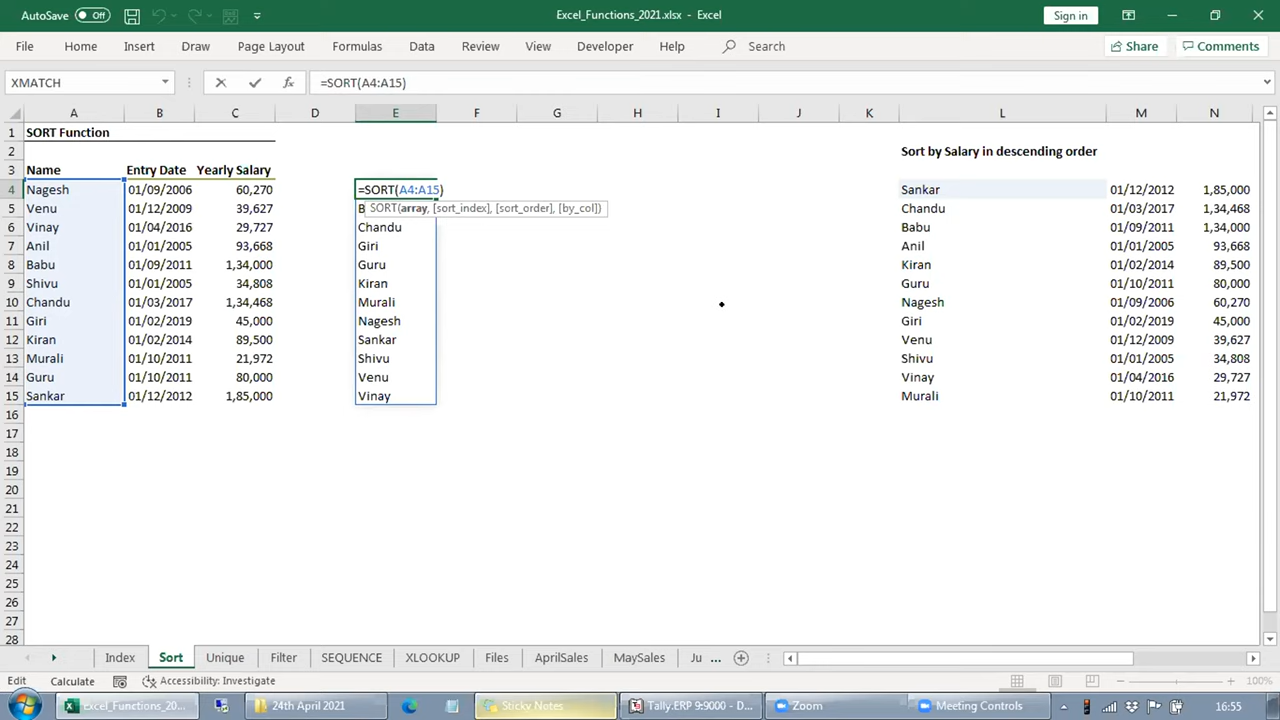 AutoSave Off Excel_Functions_2021.xlsx - Excel Sign in
File Home Insert Draw Page Layout Formulas Data Review View Developer Help Search Share Comments
XMATCH fx =SORT(A4:A15)
A B C D E F G H I J K L M N
1 SORT Function
2 Sort by Salary in descending order
3 Name Entry Date Yearly Salary
4 Nagesh 01/09/2006 60,270 =SORT(A4:A15) Sankar 01/12/2012 1,85,000
5 Venu 01/12/2009 39,627 B SORT(array, [sort_index], [sort_order], [by_col]) Chandu 01/03/2017 1,34,468
6 Vinay 01/04/2016 29,727 Chandu Babu 01/09/2011 1,34,000
7 Anil 01/01/2005 93,668 Giri Anil 01/01/2005 93,668
8 Babu 01/09/2011 1,34,000 Guru Kiran 01/02/2014 89,500
9 Shivu 01/01/2005 34,808 Kiran Guru 01/10/2011 80,000
10 Chandu 01/03/2017 1,34,468 Murali Nagesh 01/09/2006 60,270
11 Giri 01/02/2019 45,000 Nagesh Giri 01/02/2019 45,000
12 Kiran 01/02/2014 89,500 Sankar Venu 01/12/2009 39,627
13 Murali 01/10/2011 21,972 Shivu Shivu 01/01/2005 34,808
14 Guru 01/10/2011 80,000 Venu Vinay 01/04/2016 29,727
15 Sankar 01/12/2012 1,85,000 Vinay Murali 01/10/2011 21,972
16
17
18
19
20
21
22
23
24
25
26
27
28
Index Sort Unique Filter SEQUENCE XLOOKUP Files AprilSales MaySales Ju ...
Edit Calculate Accessibility: Investigate 100%
Excel_Functions_20... 24th April 2021 Sticky Notes Tally.ERP 9:9000 - D... Zoom Meeting Controls 16:55